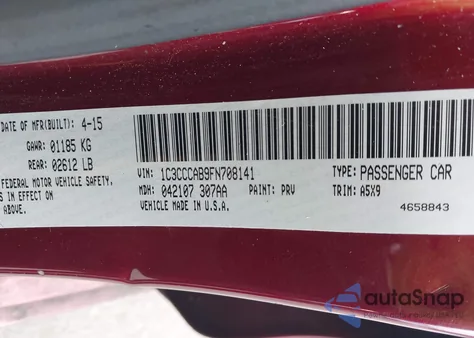 DATE OF MFR(BUILT): 4-15
GAWR: 01185 KG
REAR: 02612 LB
FEDERAL MOTOR VEHICLE SAFETY,
S IN EFFECT ON
ABOVE.
VIN: 1C3CCCAB9FN708141
TYPE: PASSENGER CAR
MDH: 042107 307AA
PAINT: PRV
TRIM: A5X9
VEHICLE MADE IN U.S.A.
4658843
autaSnap